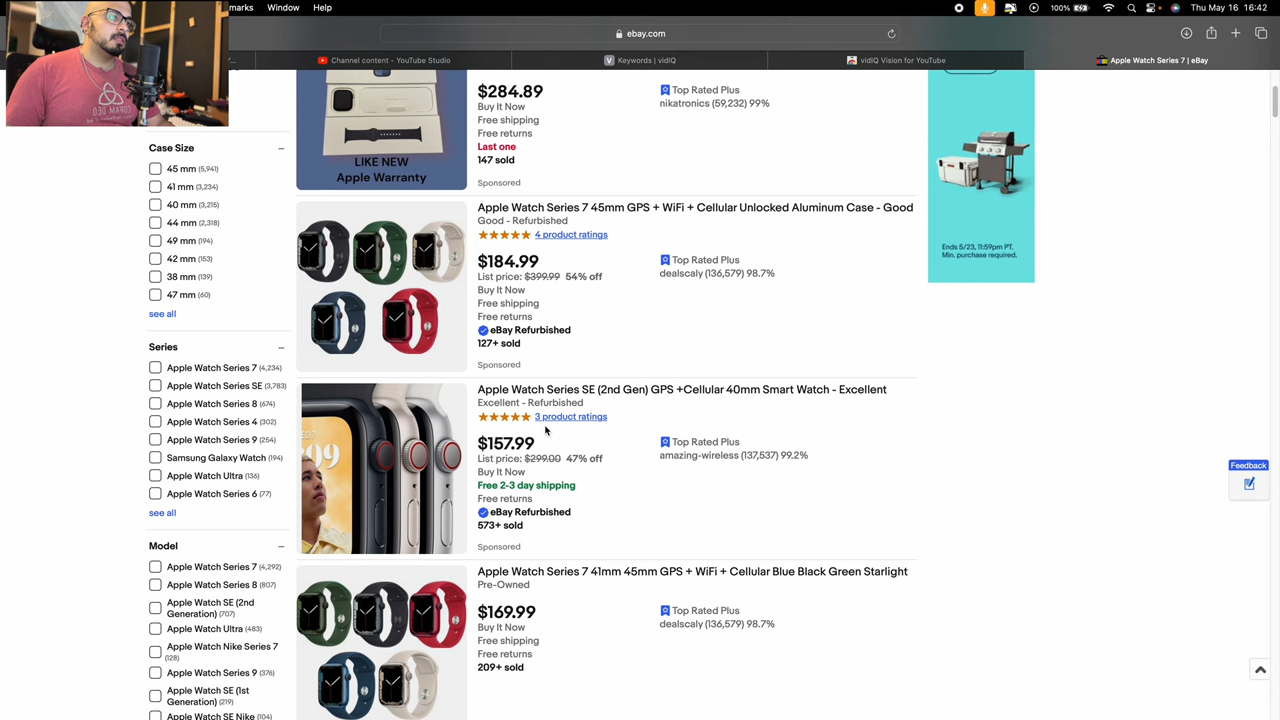 marks Window Help
100%
Thu May 16 16:42
ebay.com
Channel content - YouTube Studio
Keywords | vidIQ
vidIQ Vision for YouTube
Apple Watch Series 7 | eBay
CORAM DEO
Case Size
45 mm (5,941)
41 mm (3,234)
40 mm (3,215)
44 mm (2,318)
49 mm (194)
42 mm (153)
38 mm (139)
47 mm (60)
see all
Series
Apple Watch Series 7 (4,234)
Apple Watch Series SE (3,783)
Apple Watch Series 8 (674)
Apple Watch Series 4 (302)
Apple Watch Series 9 (254)
Samsung Galaxy Watch (194)
Apple Watch Ultra (136)
Apple Watch Series 6 (77)
see all
Model
Apple Watch Series 7 (4,292)
Apple Watch Series 8 (807)
Apple Watch SE (2nd
Generation) (707)
Apple Watch Ultra (483)
Apple Watch Nike Series 7
(128)
Apple Watch Series 9 (376)
Apple Watch SE (1st
Generation) (219)
Apple Watch SE Nike (104)
LIKE NEW
Apple Warranty
$284.89
Buy It Now
Free shipping
Free returns
Last one
147 sold
Sponsored
Top Rated Plus
nikatronics (59,232) 99%
Apple Watch Series 7 45mm GPS + WiFi + Cellular Unlocked Aluminum Case - Good
Good - Refurbished
4 product ratings
$184.99
List price: $399.99 54% off
Buy It Now
Free shipping
Free returns
eBay Refurbished
127+ sold
Sponsored
Top Rated Plus
dealscaly (136,579) 98.7%
Apple Watch Series SE (2nd Gen) GPS +Cellular 40mm Smart Watch - Excellent
Excellent - Refurbished
3 product ratings
$157.99
List price: $299.00 47% off
Buy It Now
Free 2-3 day shipping
Free returns
eBay Refurbished
573+ sold
Sponsored
Top Rated Plus
amazing-wireless (137,537) 99.2%
Apple Watch Series 7 41mm 45mm GPS + WiFi + Cellular Blue Black Green Starlight
Pre-Owned
$169.99
Buy It Now
Free shipping
Free returns
209+ sold
Top Rated Plus
dealscaly (136,579) 98.7%
Ends 5/23, 11:59pm PT.
Min. purchase required.
Feedback